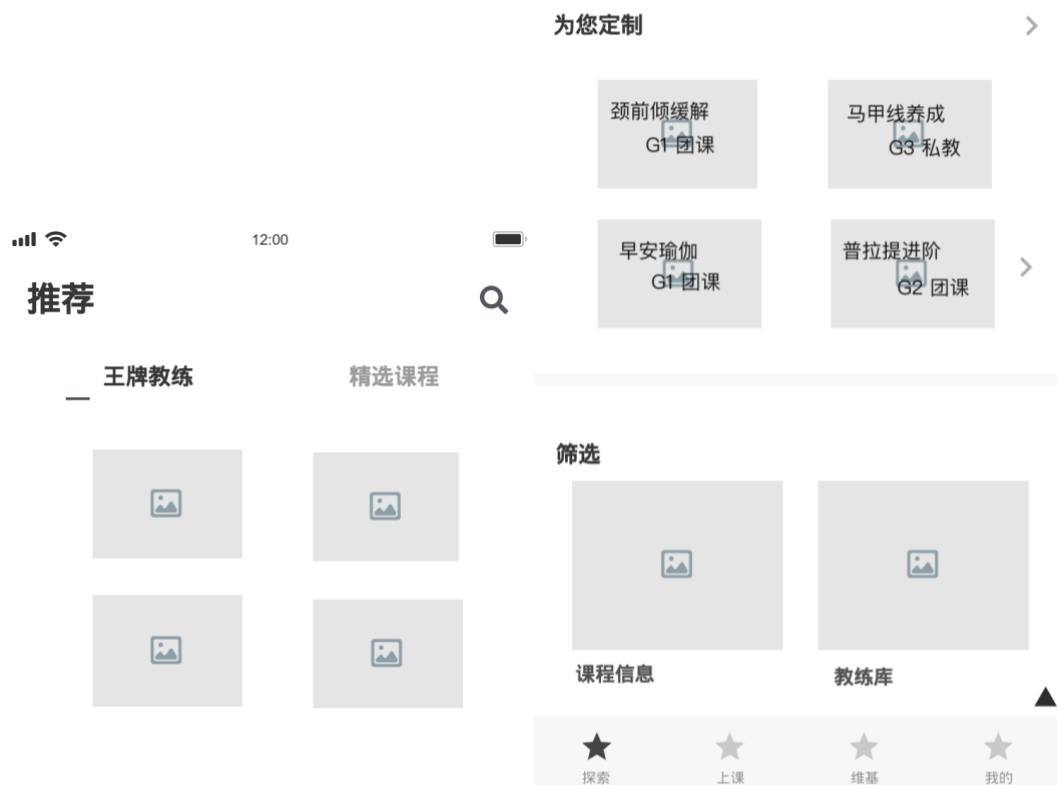 12:00
推荐
王牌教练
精选课程
为您定制
颈前倾缓解
G1 团课
马甲线养成
G3 私教
早安瑜伽
G1 团课
普拉提进阶
G2 团课
筛选
课程信息
教练库
探索
上课
维基
我的